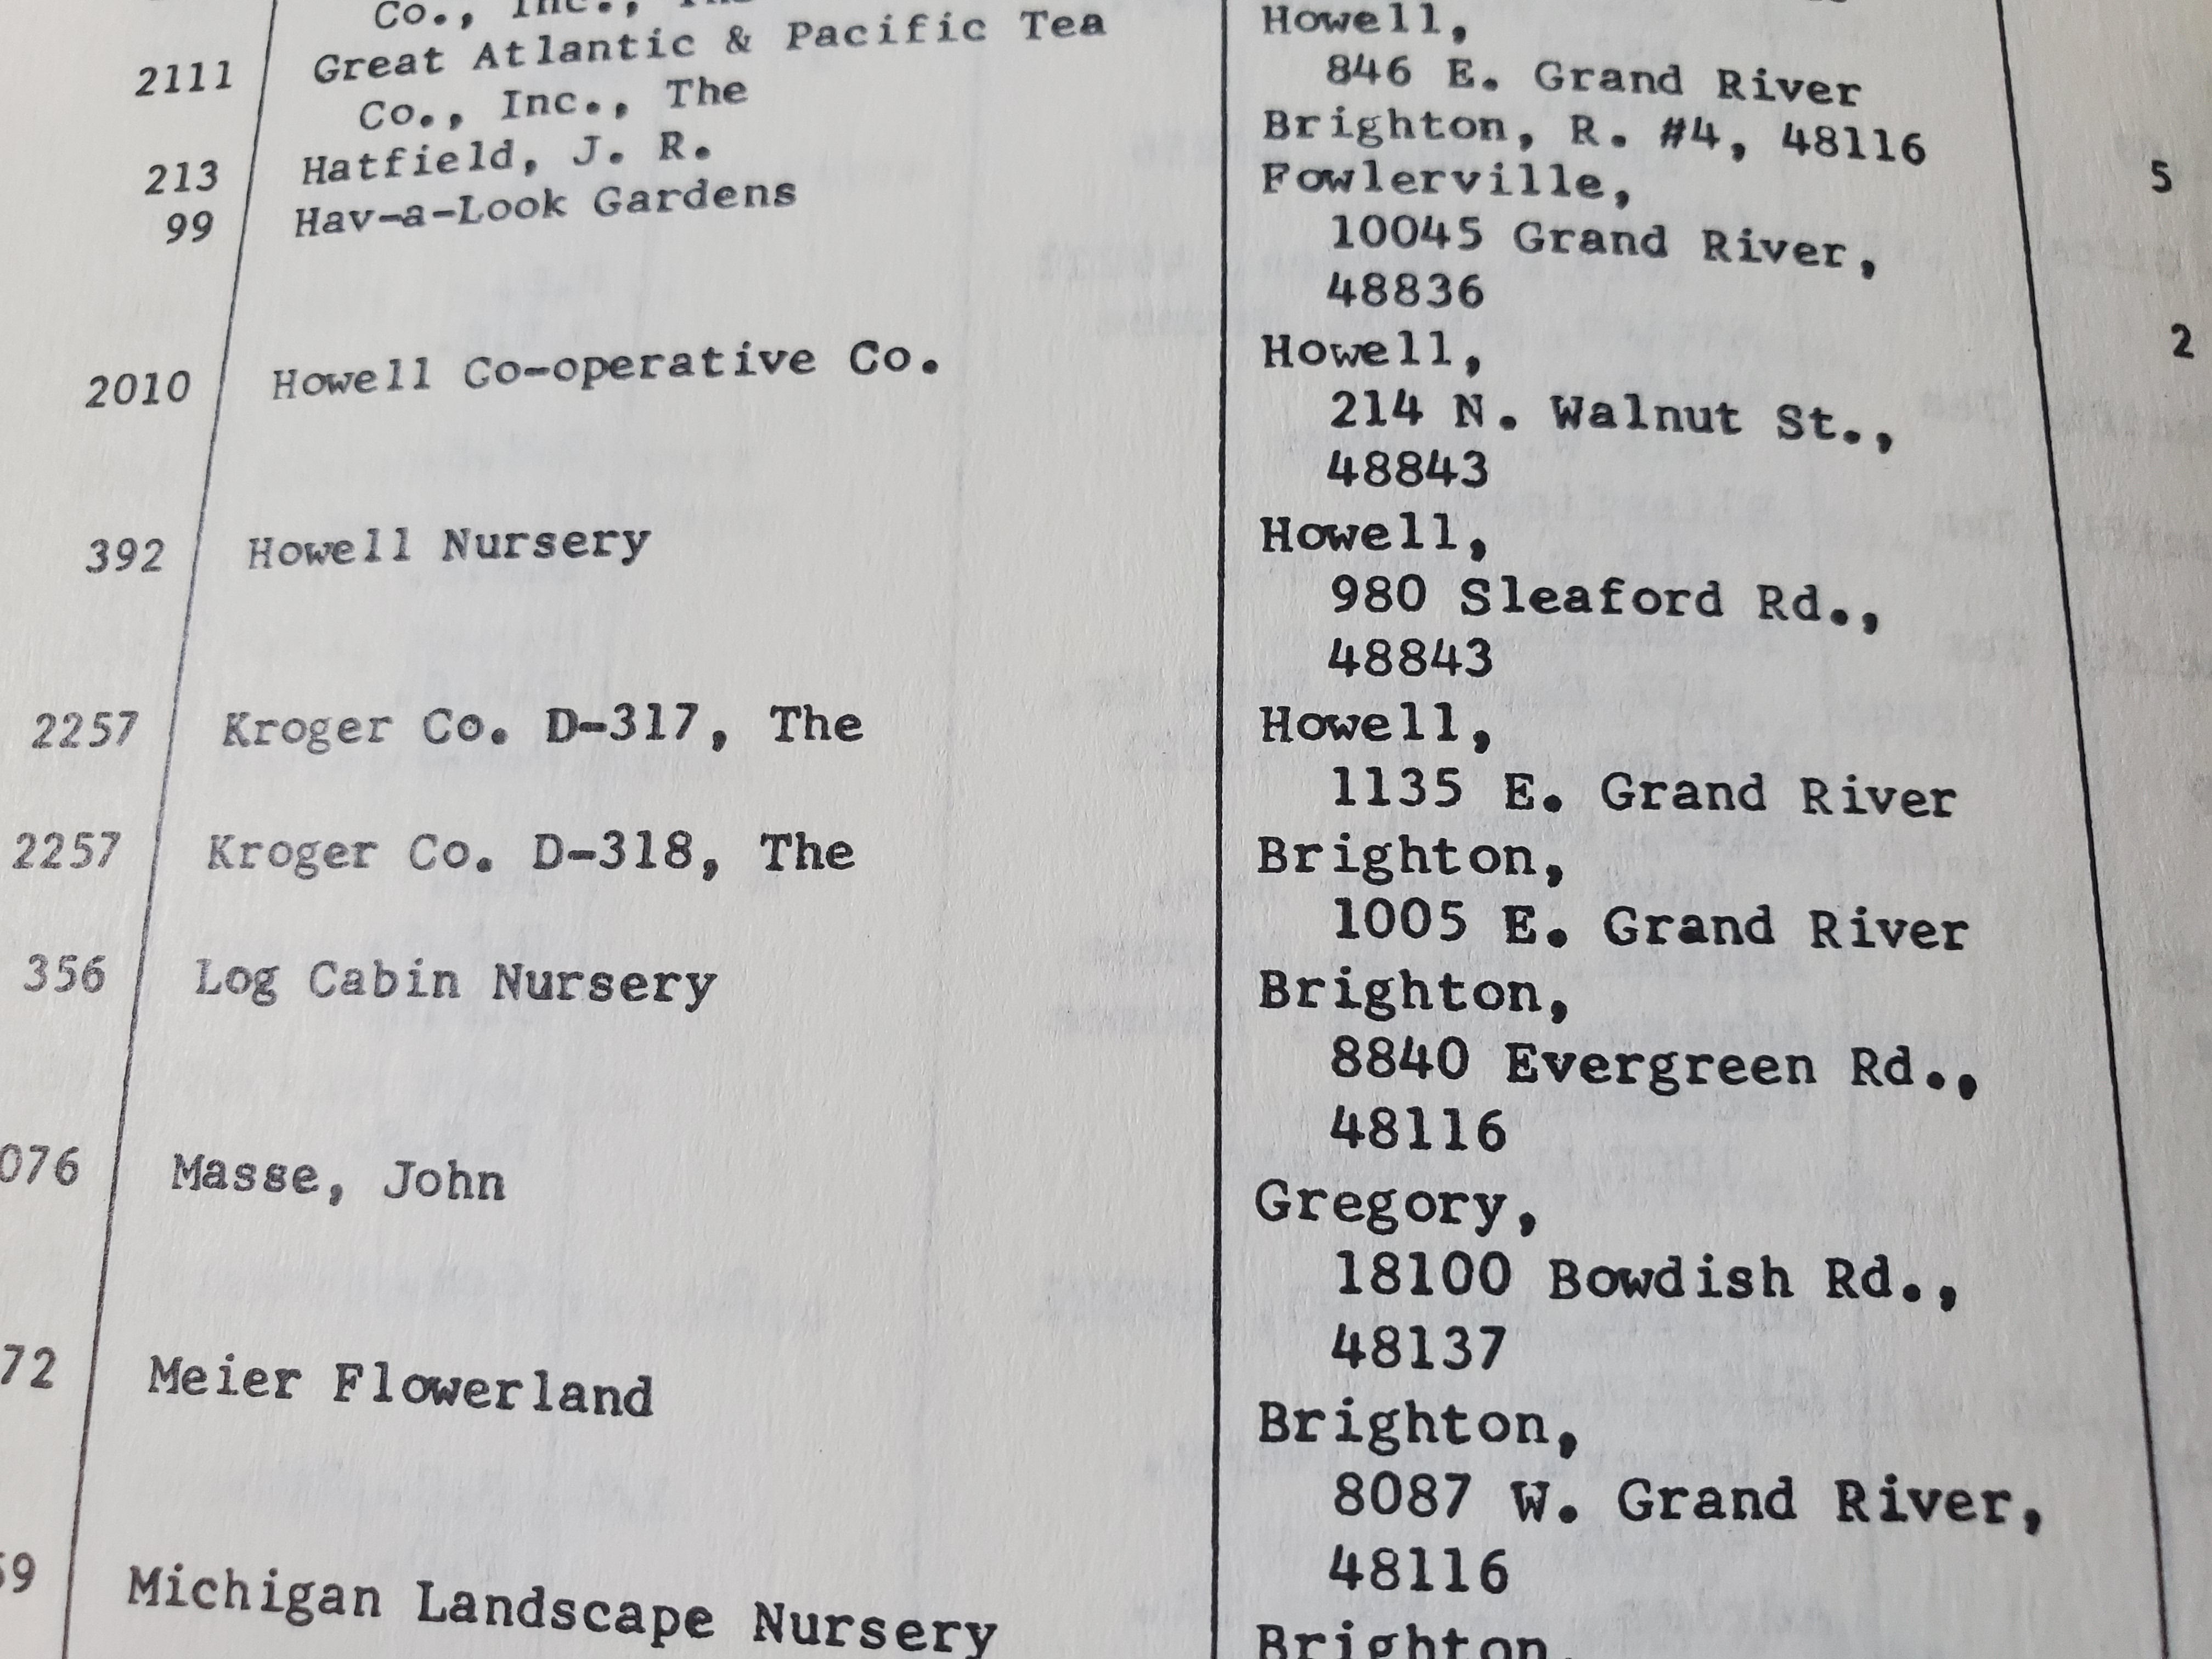 Co., Inc.,
2111 Great Atlantic & Pacific Tea Howell,
Co., Inc., The 846 E. Grand River
213 Hatfield, J. R. Brighton, R. #4, 48116
99 Hav-a-Look Gardens Fowlerville, 5
10045 Grand River,
48836
2010 Howell Co-operative Co. Howell, 2
214 N. Walnut St.,
48843
392 Howell Nursery Howell,
980 Sleaford Rd.,
48843
2257 Kroger Co. D-317, The Howell,
1135 E. Grand River
2257 Kroger Co. D-318, The Brighton,
1005 E. Grand River
356 Log Cabin Nursery Brighton,
8840 Evergreen Rd.,
48116
076 Masse, John Gregory,
18100 Bowdish Rd.,
48137
72 Meier Flowerland Brighton,
8087 W. Grand River,
48116
9 Michigan Landscape Nursery Brighton,